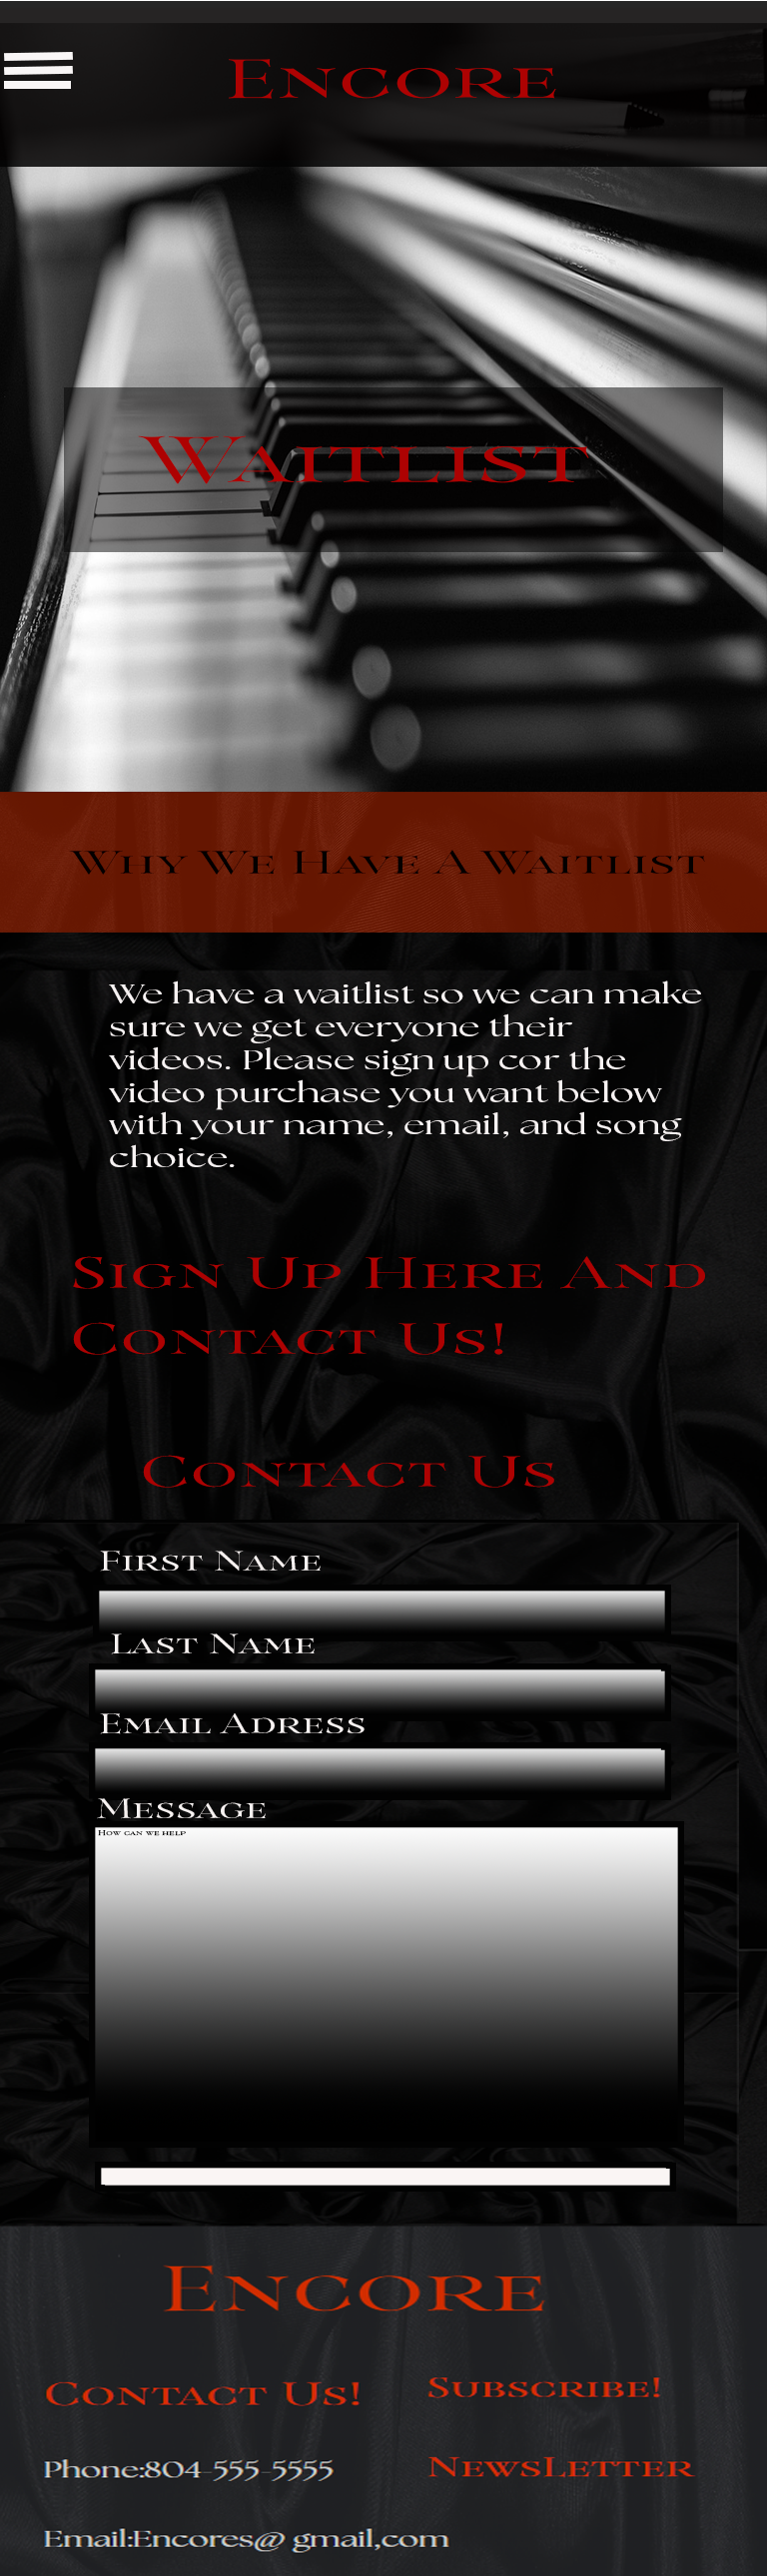 Encore
Waitlist
Why We Have A Waitlist
We have a waitlist so we can make
sure we get everyone their
videos. Please sign up cor the
video purchase you want below
with your name, email, and song
choice.
Sign Up Here And
Contact Us!
Contact Us
First Name
Last Name
Email Adress
Message
How can we help
Encore
Contact Us!
Subscribe!
Phone:804-555-5555
NewsLetter
Email:Encores@ gmail,com